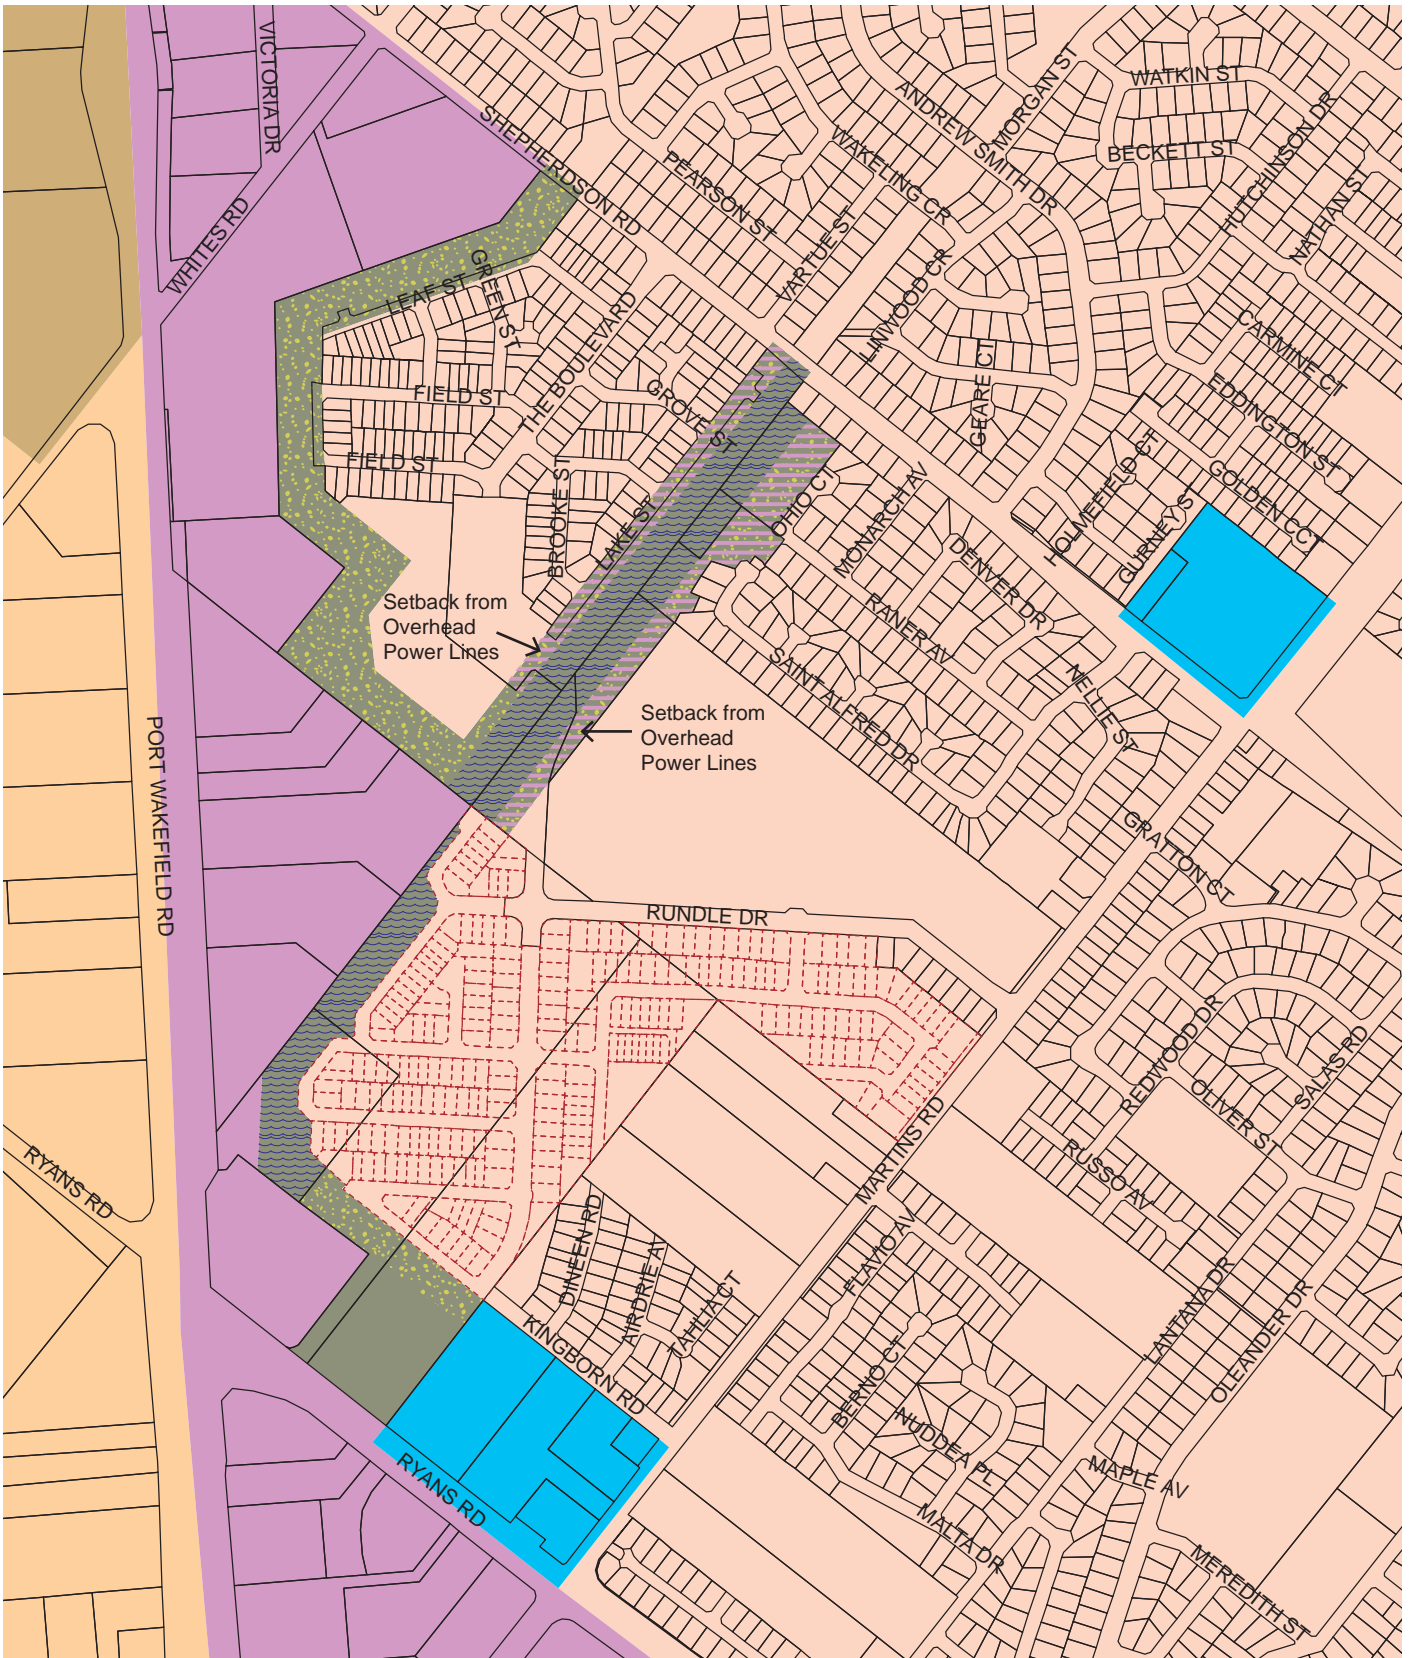 VICTORIA DR
WHITES RD
SHEPHERDSON RD
PEARSON ST
WAKELING CR
ANDREW SMITH DR
MORGAN ST
WATKIN ST
BECKETT ST
HUTCHINSON DR
NATHAN ST
VARTUE ST
LINWOOD CR
GEARE CT
CARMINE CT
EDDINGTON ST
GOLDEN CCT
HOLMEFIELD CT
GURNEY ST
LEAF ST
GREEN ST
THE BOULEVARD
FIELD ST
FIELD ST
GROVE ST
BROOKE ST
LAKE ST
OHIO CT
MONARCH AV
DENVER DR
RANER AV
SAINT ALFRED DR
NELLIE ST
Setback from
Overhead
Power Lines
Setback from
Overhead
Power Lines
PORT WAKEFIELD RD
GRATTON CT
RUNDLE DR
REDWOOD DR
OLIVER ST
SALAS RD
RUSSO AV
MARTINS RD
RYANS RD
FLAVIO AV
DINEEN RD
AIRDRIE A
TAHLIA CT
KINGBORN RD
LANTANA DR
OLEANDER DR
BERNO CT
NUDDEA PL
MAPLE AV
MALTA DR
MEREDITH ST
RYANS RD